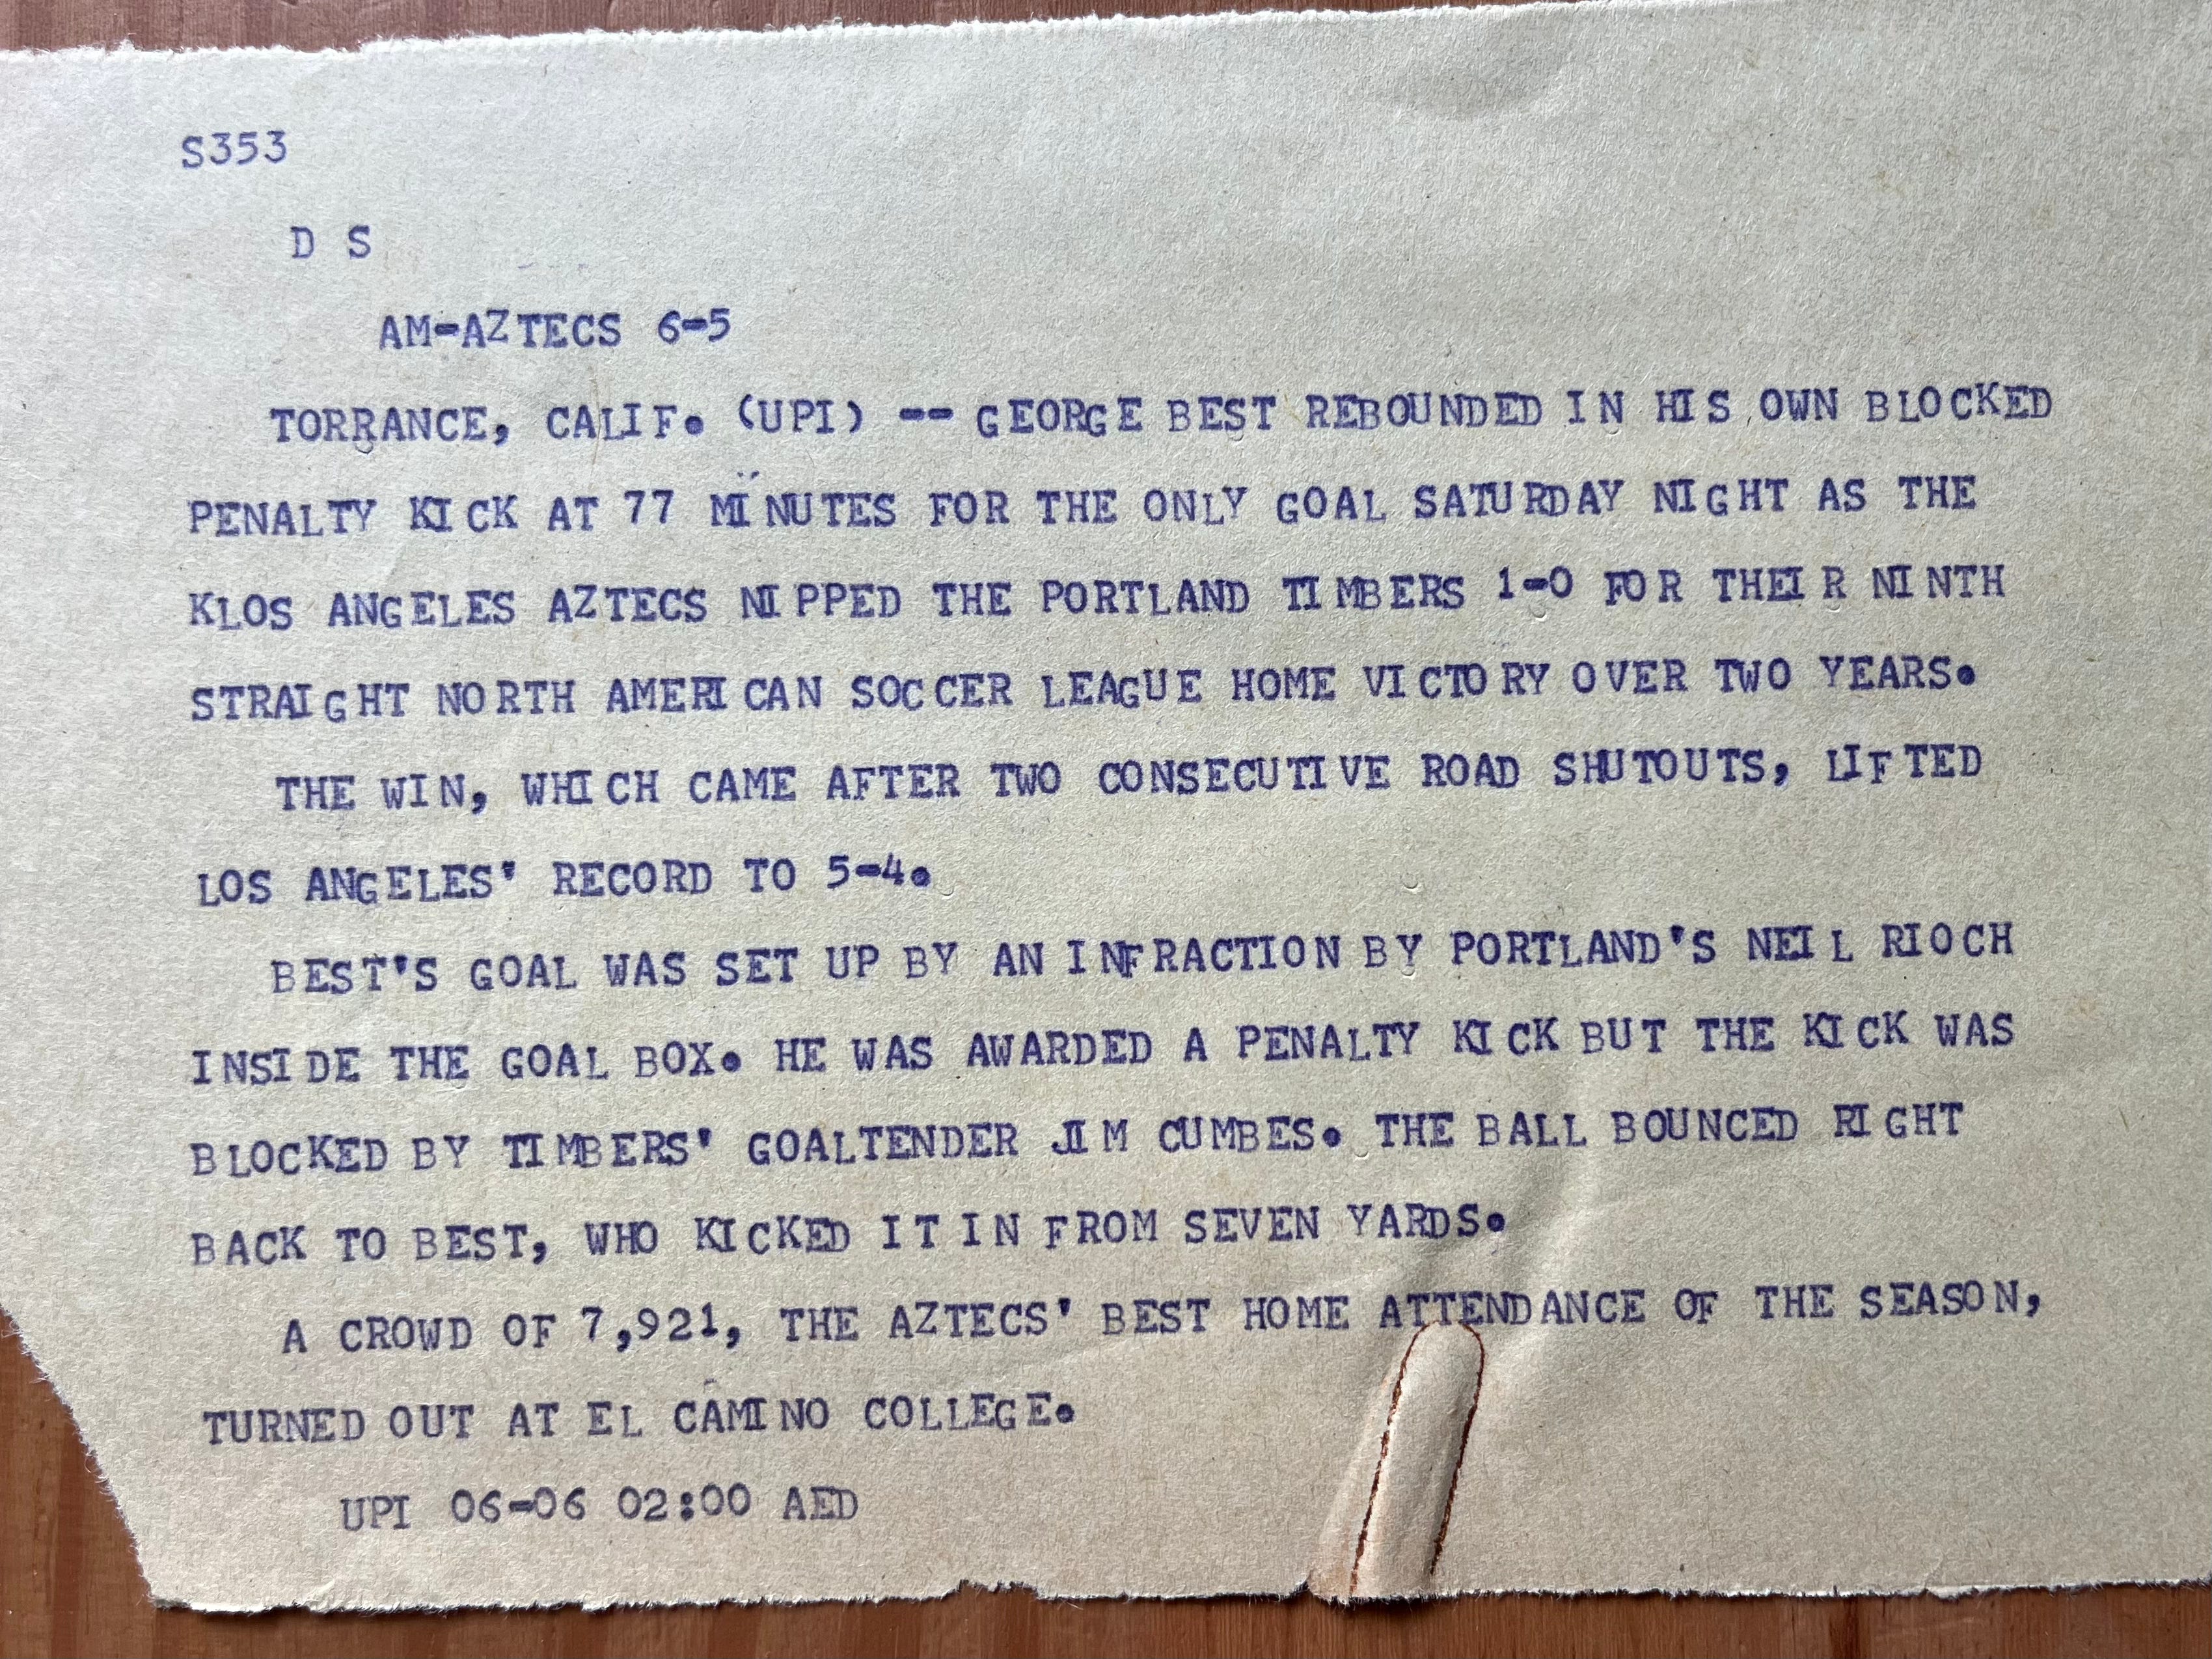 S353
D S
AM-AZTECS 6-5
TORRANCE, CALIF. (UPI) -- GEORGE BEST REBOUNDED IN HIS OWN BLOCKED
PENALTY KICK AT 77 MINUTES FOR THE ONLY GOAL SATURDAY NIGHT AS THE
KLOS ANGELES AZTECS NIPPED THE PORTLAND TIMBERS 1-0 FOR THEIR NINTH
STRAIGHT NORTH AMERICAN SOCCER LEAGUE HOME VICTORY OVER TWO YEARS.
THE WIN, WHICH CAME AFTER TWO CONSECUTIVE ROAD SHUTOUTS, LIFTED
LOS ANGELES' RECORD TO 5-4.
BEST'S GOAL WAS SET UP BY AN INFRACTION BY PORTLAND'S NEIL RIOCH
INSIDE THE GOAL BOX. HE WAS AWARDED A PENALTY KICK BUT THE KICK WAS
BLOCKED BY TIMBERS' GOALTENDER JIM CUMBES. THE BALL BOUNCED RIGHT
BACK TO BEST, WHO KICKED IT IN FROM SEVEN YARDS.
A CROWD OF 7,921, THE AZTECS' BEST HOME ATTENDANCE OF THE SEASON,
TURNED OUT AT EL CAMINO COLLEGE.
UPI 06-06 02:00 AED